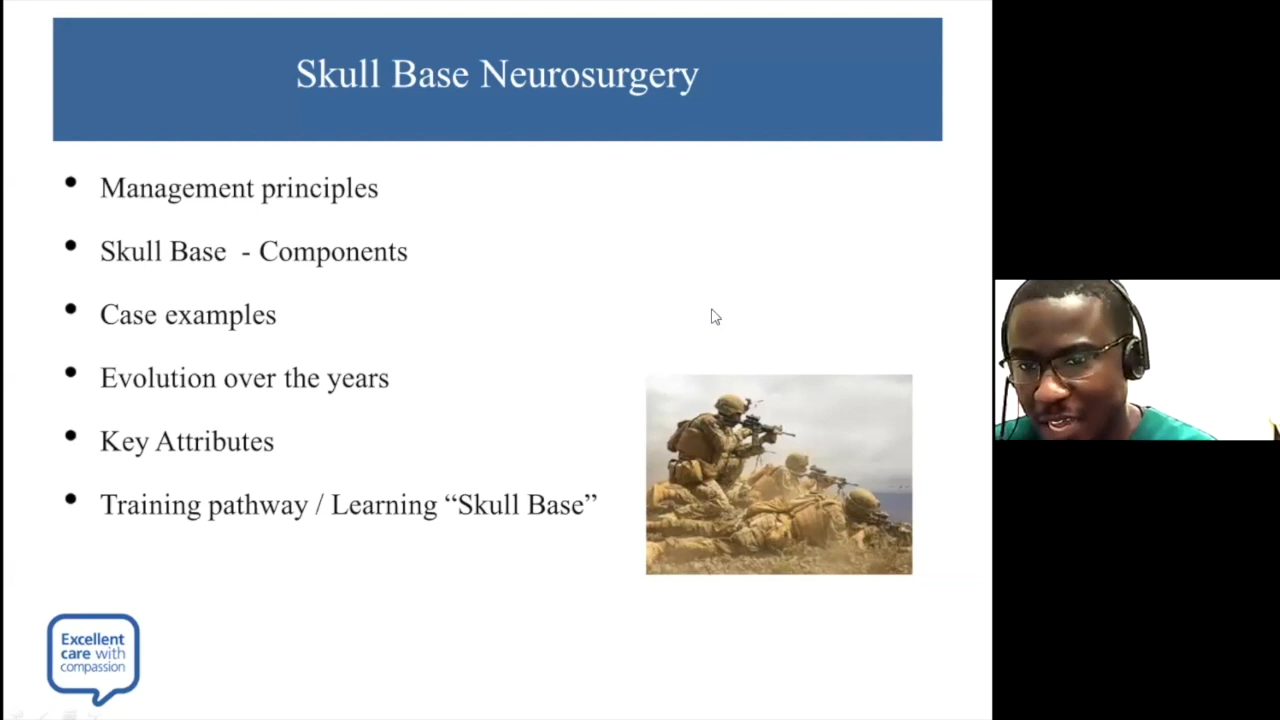 Skull Base Neurosurgery
Management principles
Skull Base - Components
Case examples
Evolution over the years
Key Attributes
Training pathway / Learning “Skull Base”
Excellent
care with
compassion